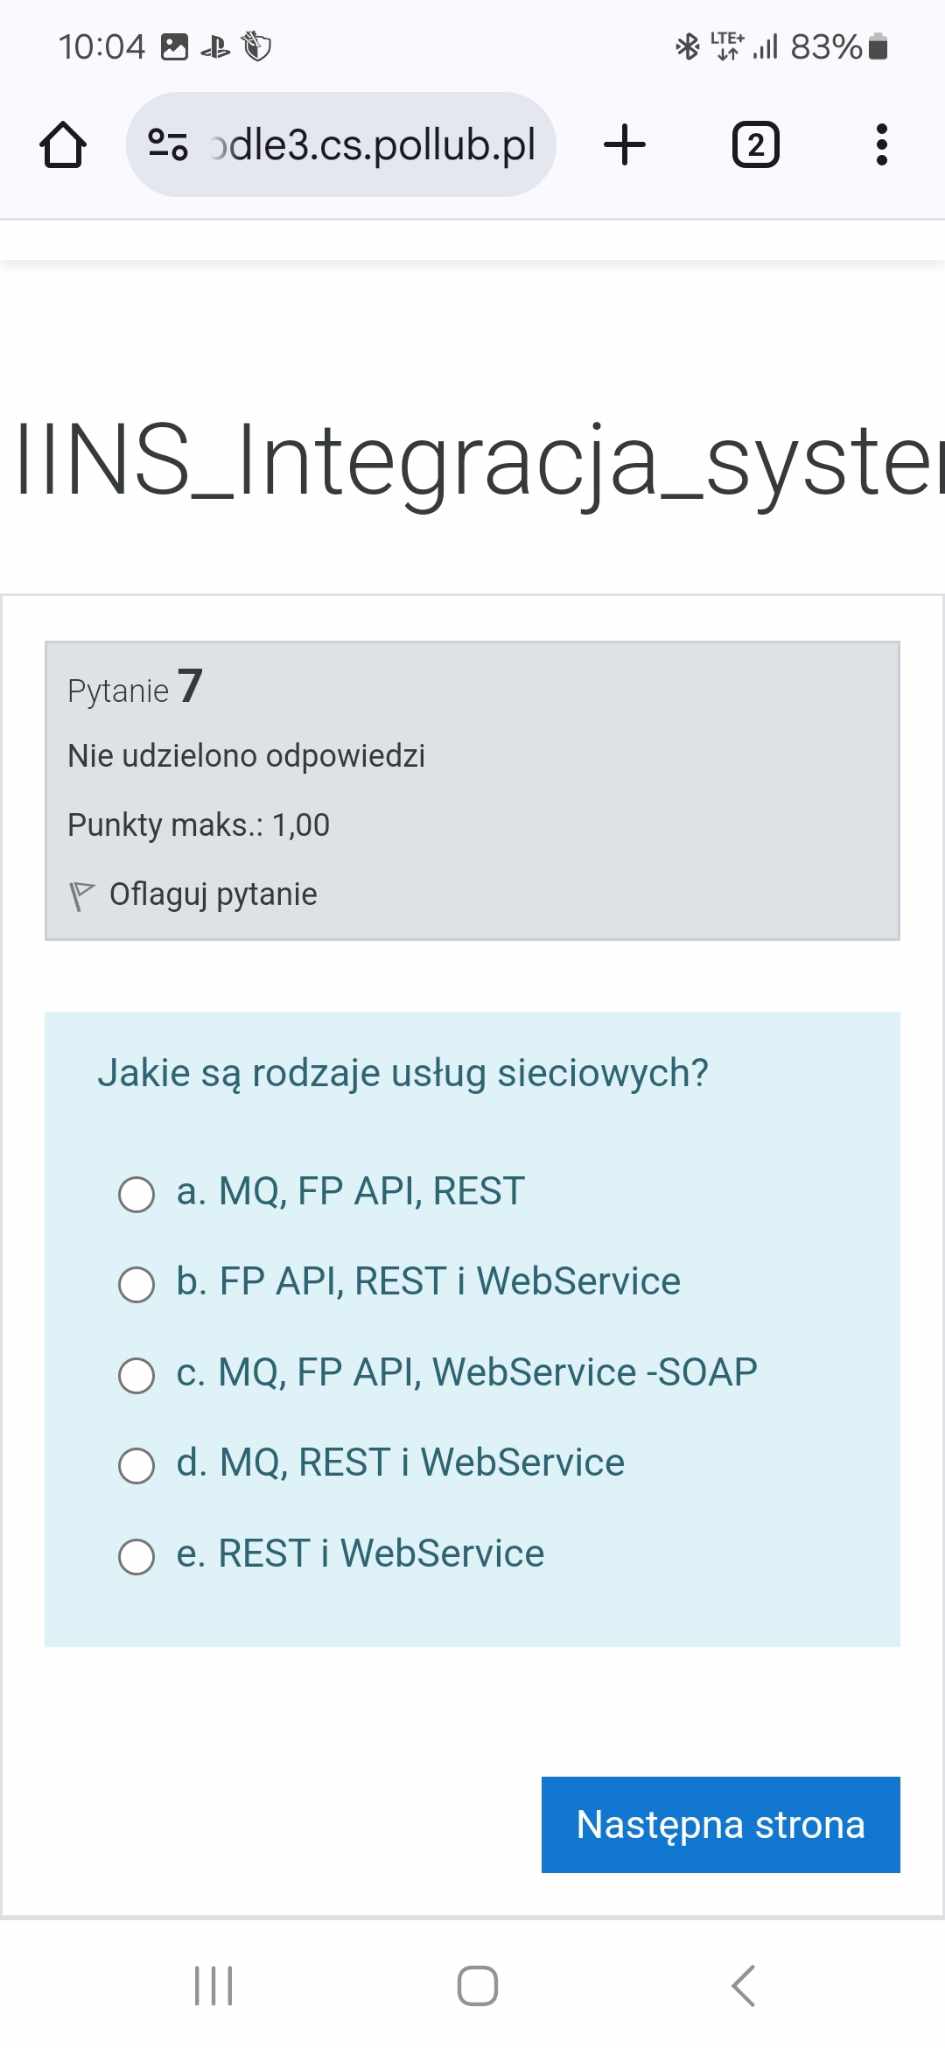 10:04
LTE+
83%
dle3.cs.pollub.pl
2
IINS_Integracja_syste
Pytanie 7
Nie udzielono odpowiedzi
Punkty maks.: 1,00
Oflaguj pytanie
Jakie są rodzaje usług sieciowych?
a. MQ, FP API, REST
b. FP API, REST i WebService
c. MQ, FP API, WebService -SOAP
d. MQ, REST i WebService
e. REST i WebService
Następna strona